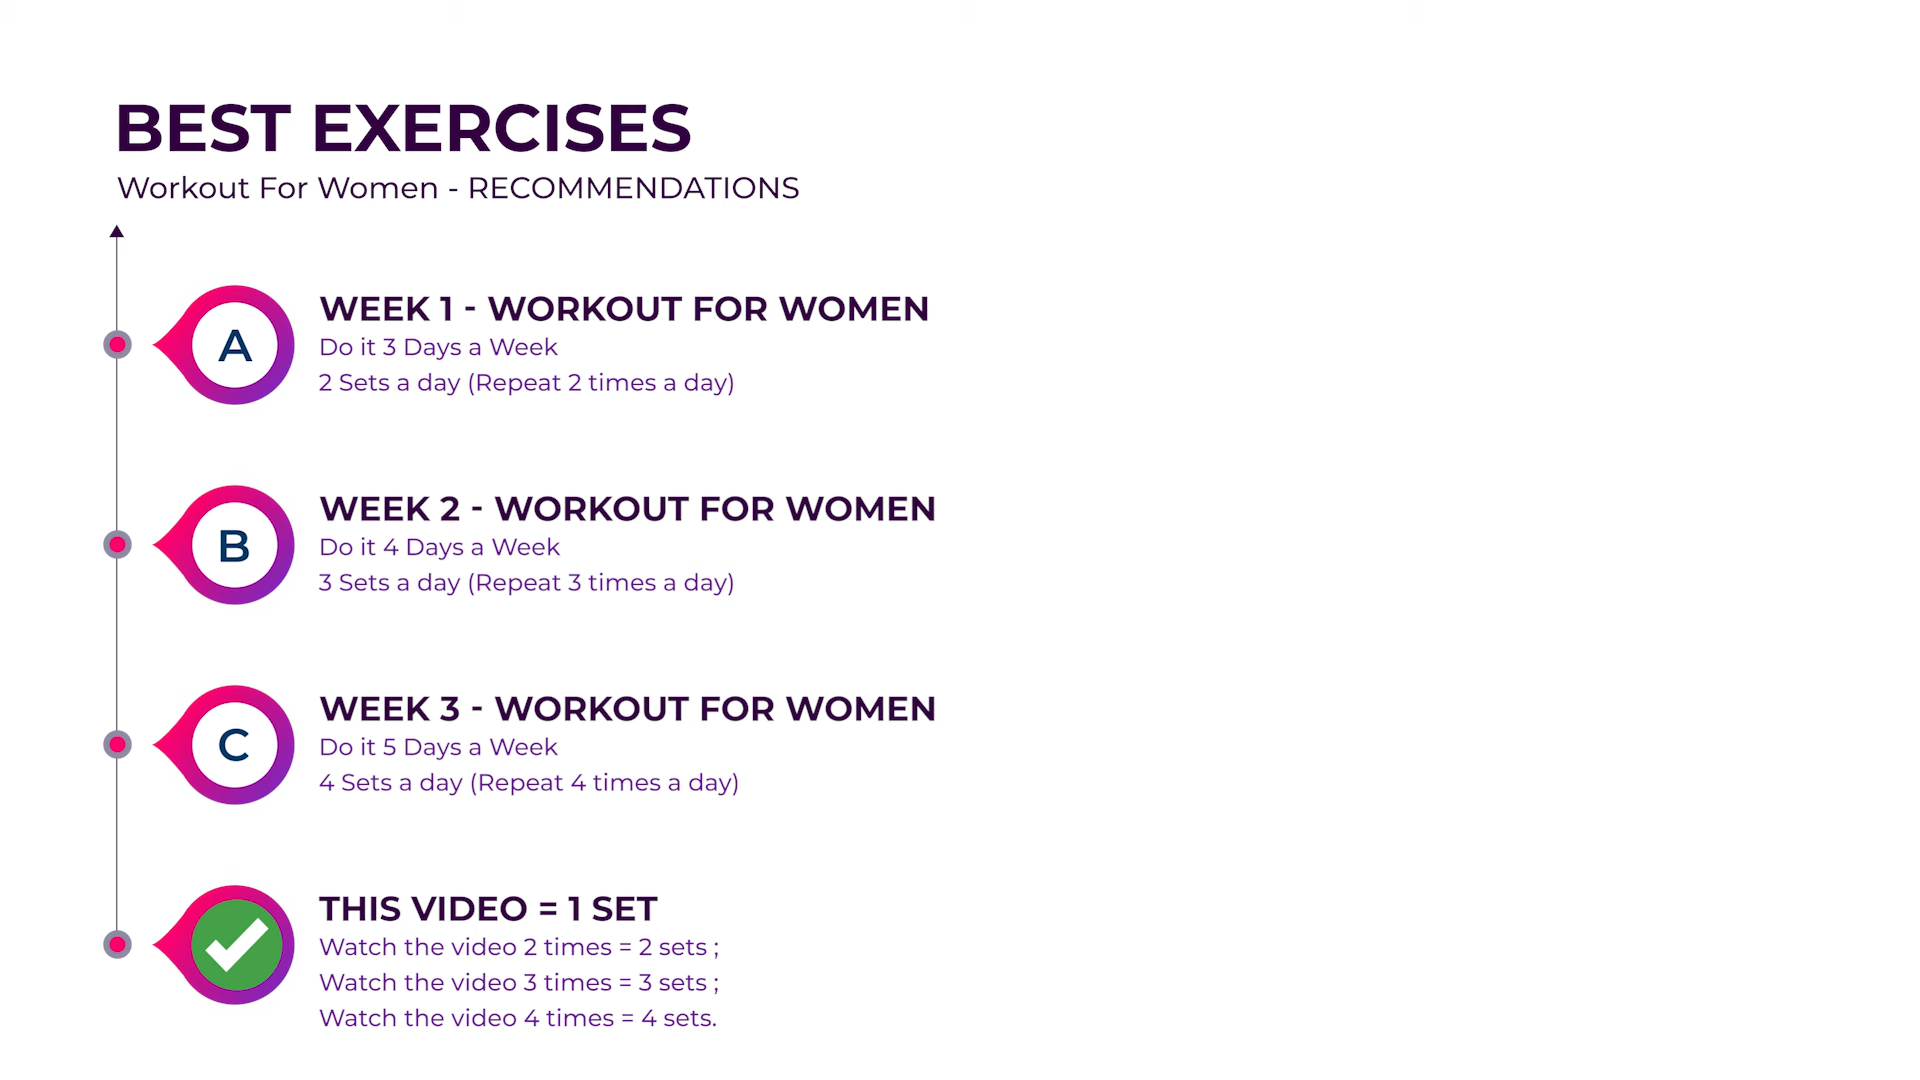 BEST EXERCISES
Workout For Women - RECOMMENDATIONS
A
WEEK 1 - WORKOUT FOR WOMEN
Do it 3 Days a Week
2 Sets a day (Repeat 2 times a day)
B
WEEK 2 - WORKOUT FOR WOMEN
Do it 4 Days a Week
3 Sets a day (Repeat 3 times a day)
C
WEEK 3 - WORKOUT FOR WOMEN
Do it 5 Days a Week
4 Sets a day (Repeat 4 times a day)
THIS VIDEO = 1 SET
Watch the video 2 times = 2 sets ;
Watch the video 3 times = 3 sets ;
Watch the video 4 times = 4 sets.